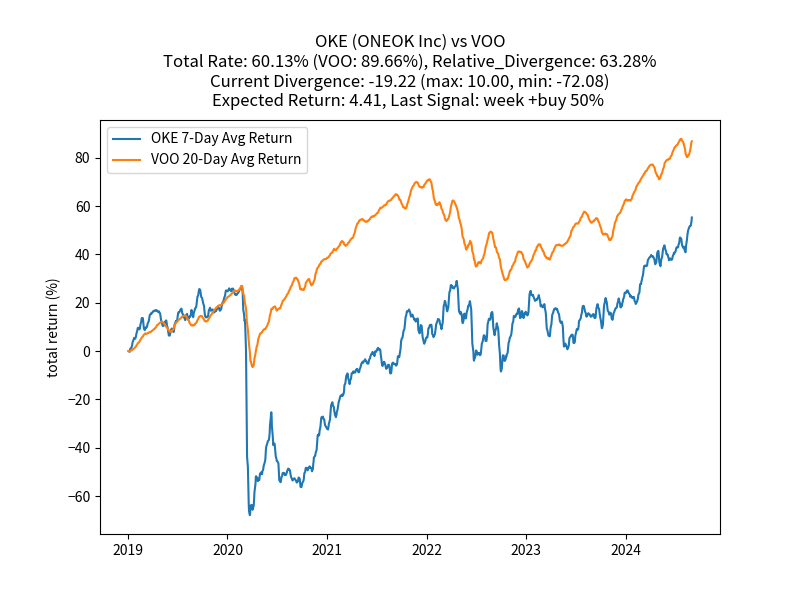 OKE (ONEOK Inc) vs VOO
Total Rate: 60.13% (VOO: 89.66%), Relative_Divergence: 63.28%
Current Divergence: -19.22 (max: 10.00, min: -72.08)
Expected Return: 4.41, Last Signal: week +buy 50%
OKE 7-Day Avg Return
VOO 20-Day Avg Return
total return (%)
80
60
40
20
0
−20
−40
−60
2019
2020
2021
2022
2023
2024